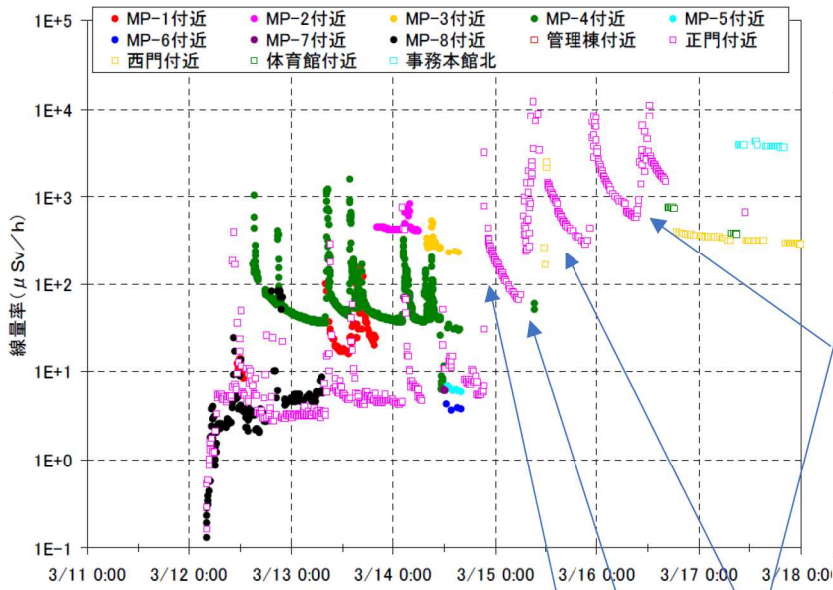 MP-1付近 MP-2付近 MP-3付近 MP-4付近 MP-5付近
MP-6付近 MP-7付近 MP-8付近 管理棟付近 正門付近
西門付近 体育館付近 事務本館北
1E+5
1E+4
1E+3
1E+2
1E+1
1E+0
1E-1
線量率(μSv/h)
3/11 0:00 3/12 0:00 3/13 0:00 3/14 0:00 3/15 0:00 3/16 0:00 3/17 0:00 3/18 0:00